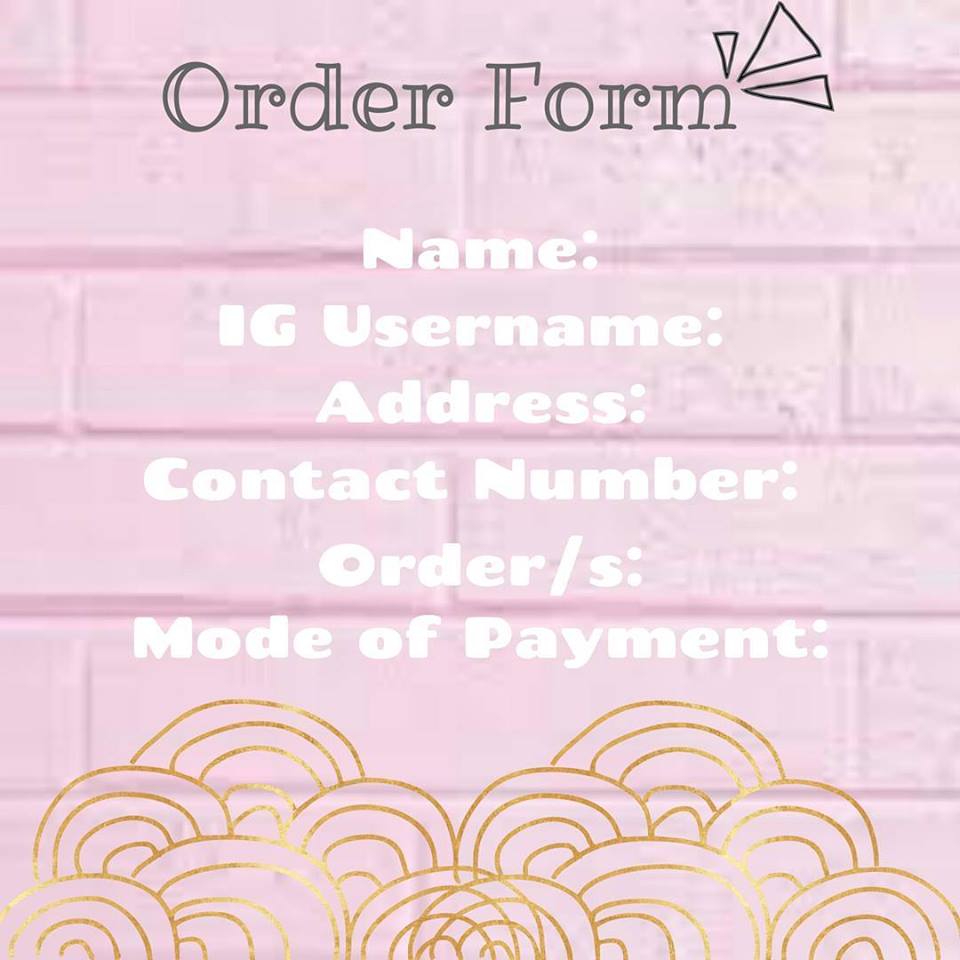 Order Form
Name:
IG Username:
Address:
Contact Number:
Order/s:
Mode of Payment: